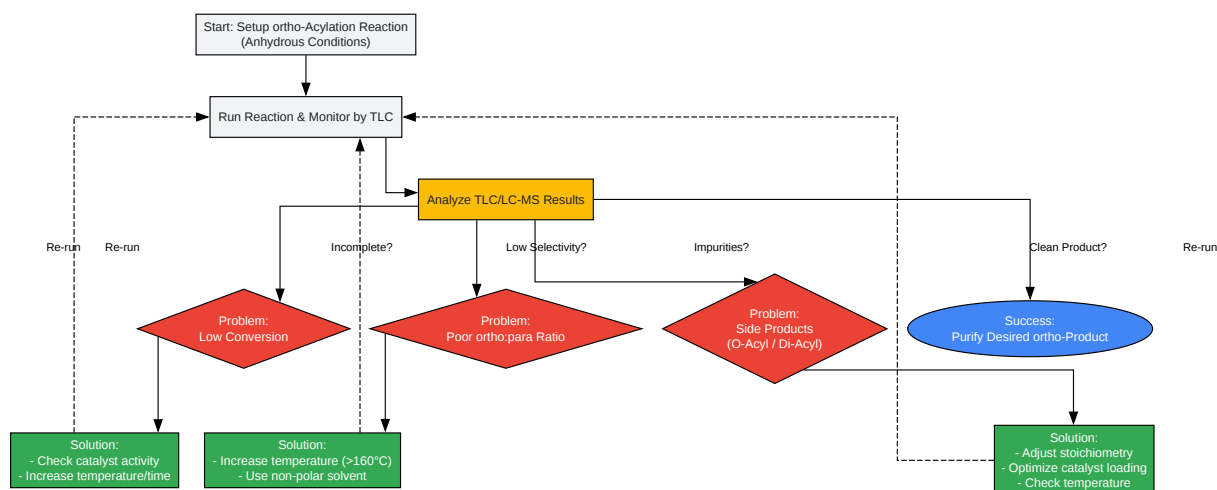 Start: Setup ortho-Acylation Reaction
(Anhydrous Conditions)
Run Reaction & Monitor by TLC
Analyze TLC/LC-MS Results
Re-run
Re-run
Incomplete?
Low Selectivity?
Impurities?
Clean Product?
Re-run
Problem:
Low Conversion
Problem:
Poor ortho:para Ratio
Problem:
Side Products
(O-Acyl / Di-Acyl)
Success:
Purify Desired ortho-Product
Solution:
- Check catalyst activity
- Increase temperature/time
Solution:
- Increase temperature (>160°C)
- Use non-polar solvent
Solution:
- Adjust stoichiometry
- Optimize catalyst loading
- Check temperature